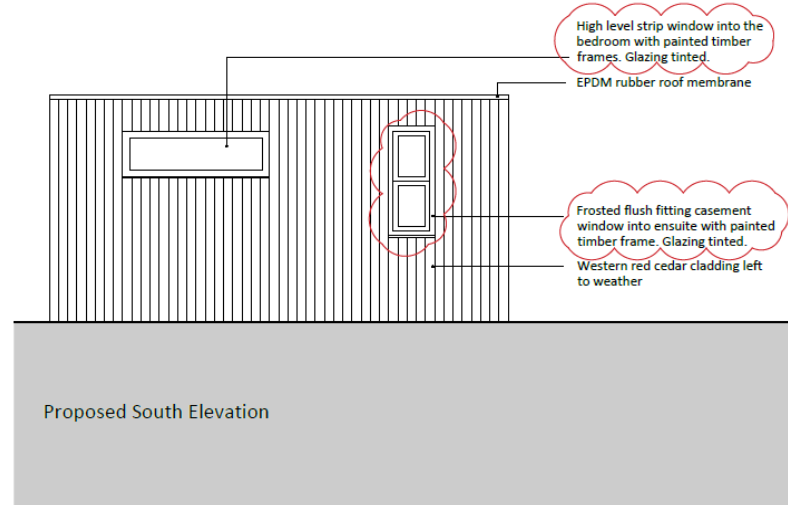 High level strip window into the
bedroom with painted timber
frames. Glazing tinted.
EPDM rubber roof membrane
Frosted flush fitting casement
window into ensuite with painted
timber frame. Glazing tinted.
Western red cedar cladding left
to weather
Proposed South Elevation